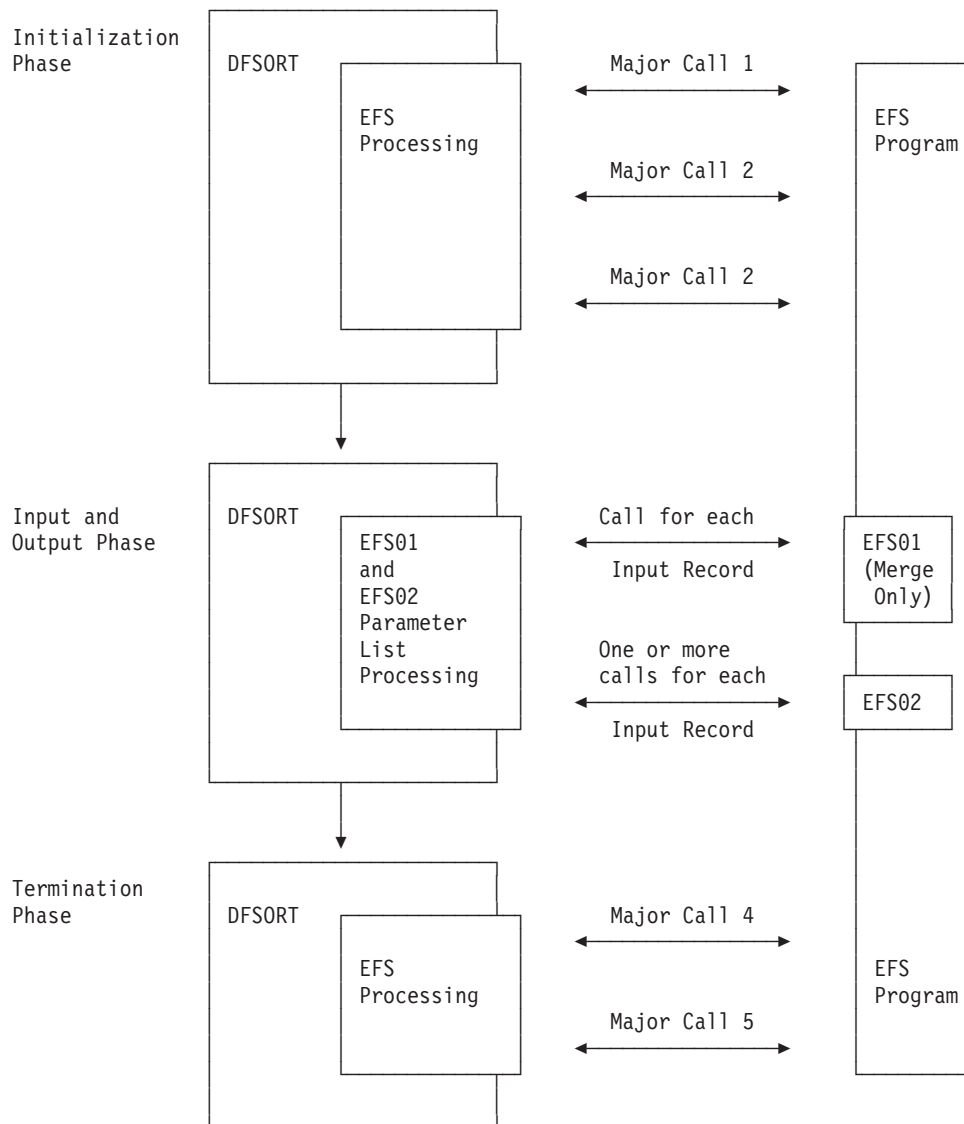 Initialization
Phase
DFSORT
EFS
Processing
Major Call 1
Major Call 2
Major Call 2
EFS
Program
Input and
Output Phase
DFSORT
EFS01
and
EFS02
Parameter
List
Processing
Call for each
Input Record
One or more
calls for each
Input Record
EFS01
(Merge
Only)
EFS02
Termination
Phase
DFSORT
EFS
Processing
Major Call 4
Major Call 5
EFS
Program